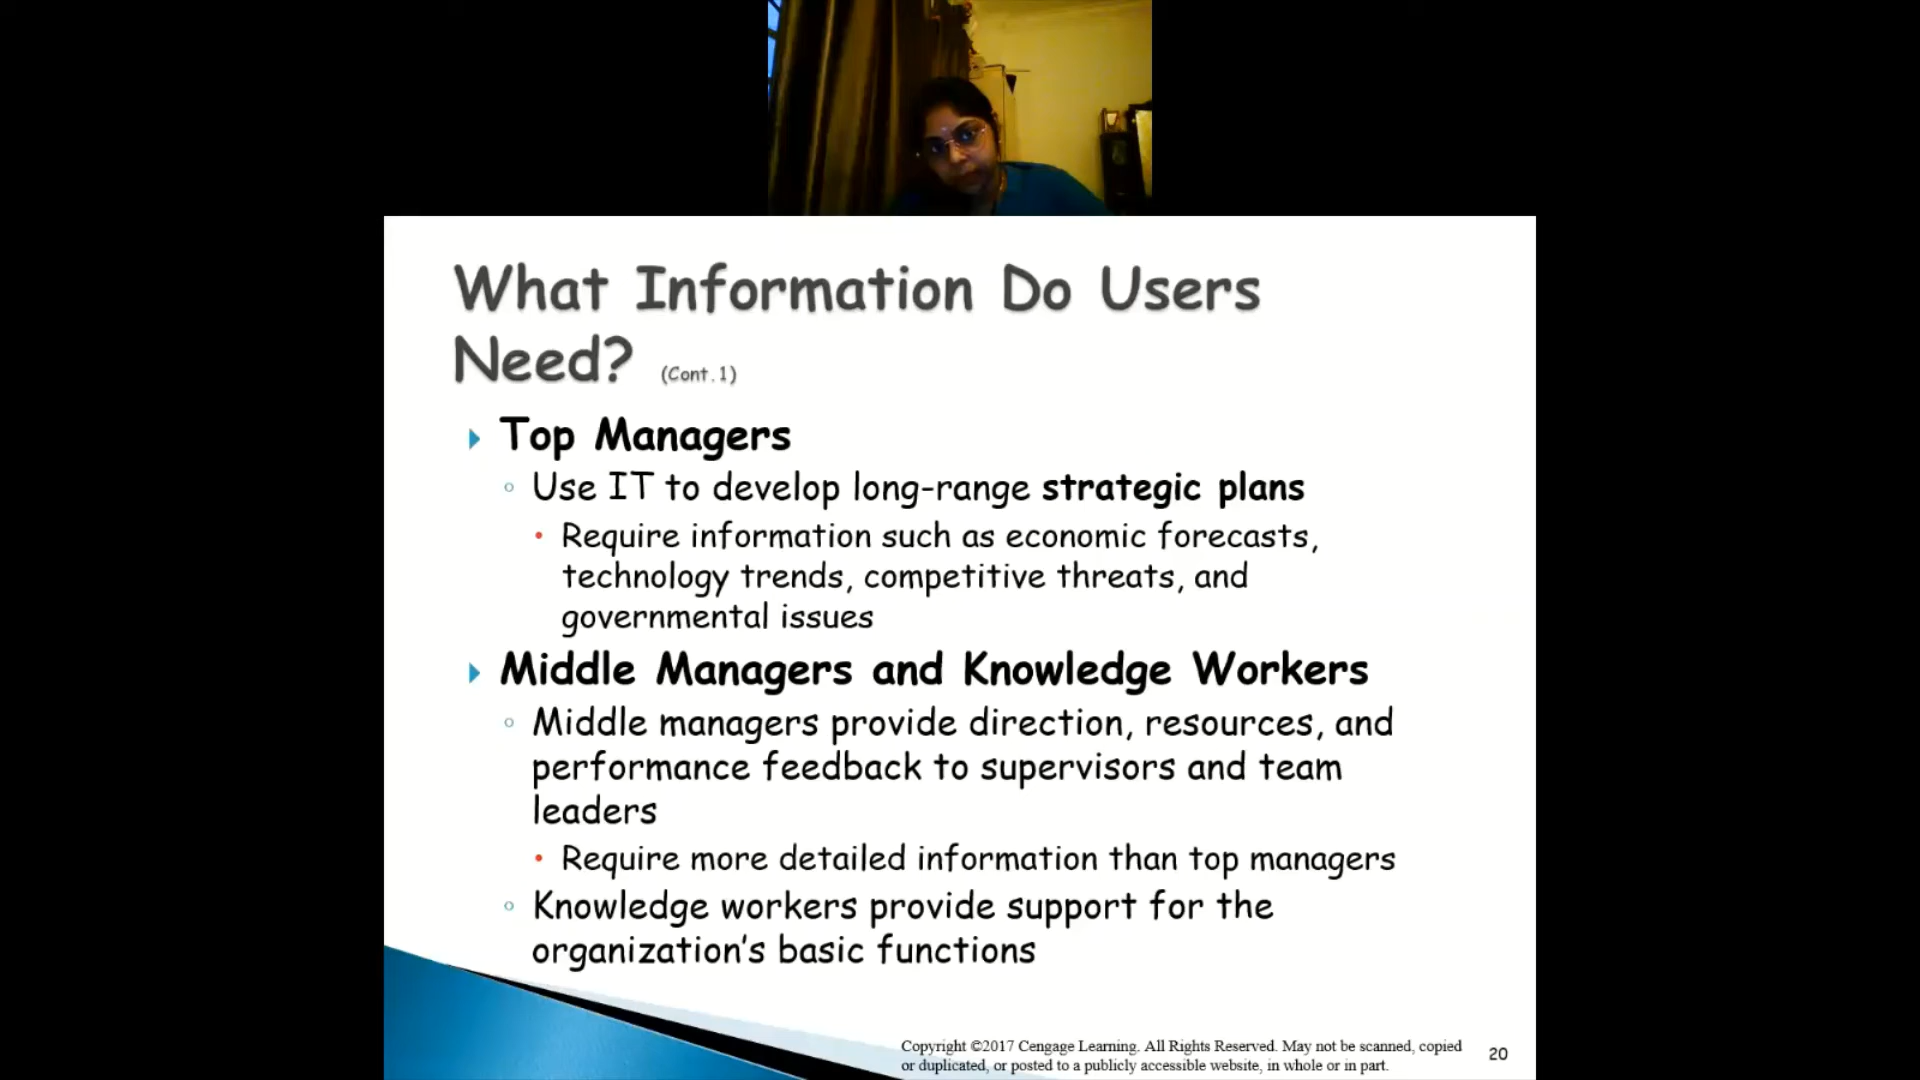 What Information Do Users
Need? (Cont.1)
Top Managers
Use IT to develop long-range strategic plans
Require information such as economic forecasts,
technology trends, competitive threats, and
governmental issues
Middle Managers and Knowledge Workers
Middle managers provide direction, resources, and
performance feedback to supervisors and team
leaders
Require more detailed information than top managers
Knowledge workers provide support for the
organization's basic functions
Copyright ©2017 Cengage Learning. All Rights Reserved. May not be scanned, copied
or duplicated, or posted to a publicly accessible website, in whole or in part.
20